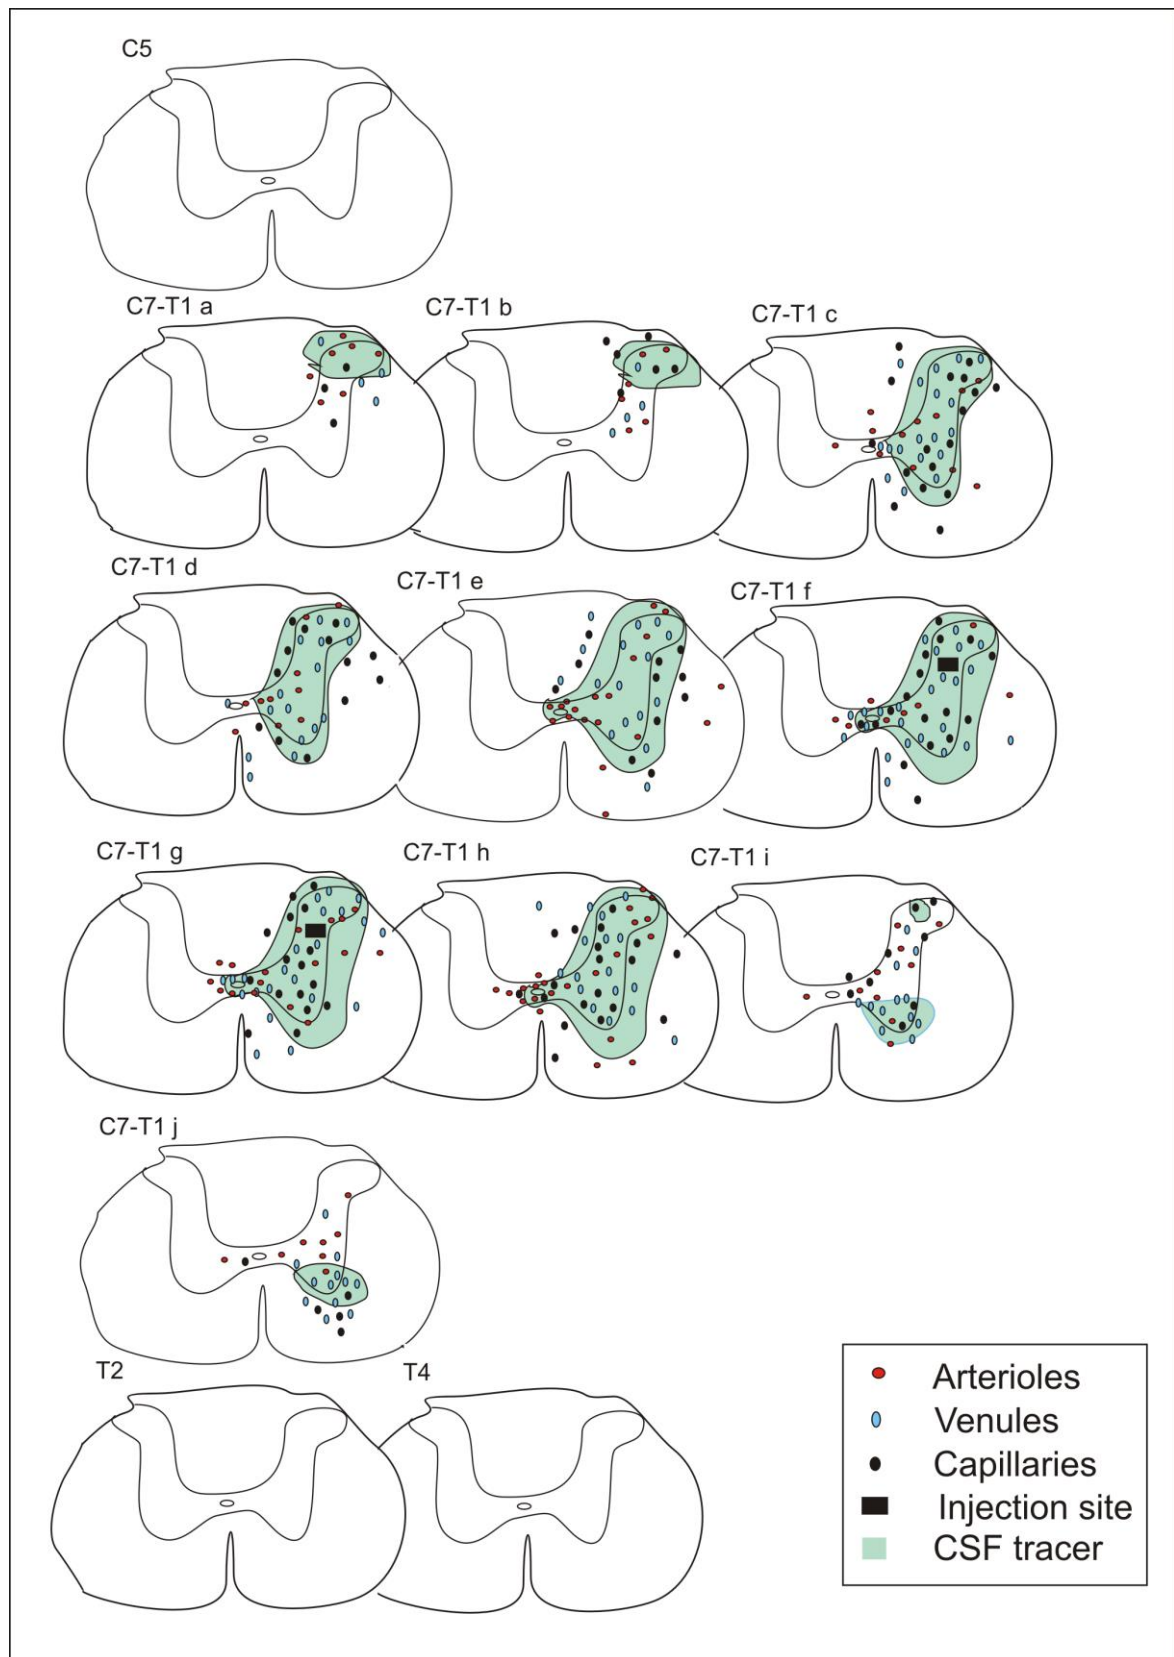 C5
C7-T1 a
C7-T1 b
C7-T1 c
C7-T1 d
C7-T1 e
C7-T1 f
C7-T1 g
C7-T1 h
C7-T1 i
C7-T1 j
T2
T4
Arterioles
Venules
Capillaries
Injection site
CSF tracer